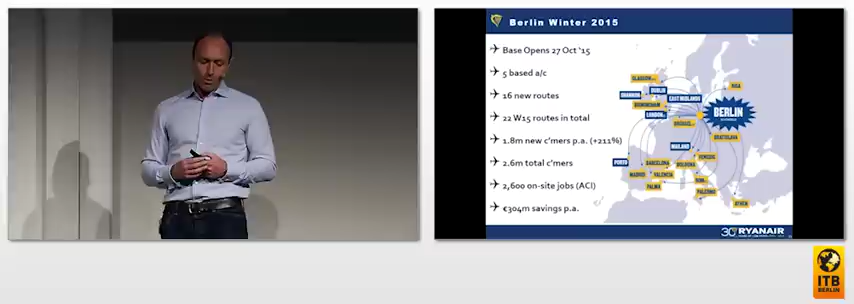 Berlin Winter 2015
Base Opens 27 Oct '15
5 based a/c
16 new routes
22 W15 routes in total
1.8m new c'mers p.a. (+211%)
2.6m total c'mers
2,600 on-site jobs (ACI)
€304m savings p.a.
GLASGOW
DUBLIN
SHANNON
EAST MIDLANDS
BIRMINGHAM
LONDON
RIGA
BERLIN
BRUSSELS
BRATISLAVA
MILAN
PORTO
BARCELONA
VENICE
BOLOGNA
MADRID
VALENCIA
PALMA
PALERMO
ATHEN
30 RYANAIR
ITB
BERLIN